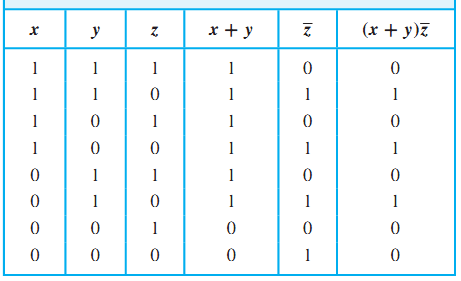 x y z x + y z̅ (x + y)z̅
1 1 1 1 0 0
1 1 0 1 1 1
1 0 1 1 0 0
1 0 0 1 1 1
0 1 1 1 0 0
0 1 0 1 1 1
0 0 1 0 0 0
0 0 0 0 1 0